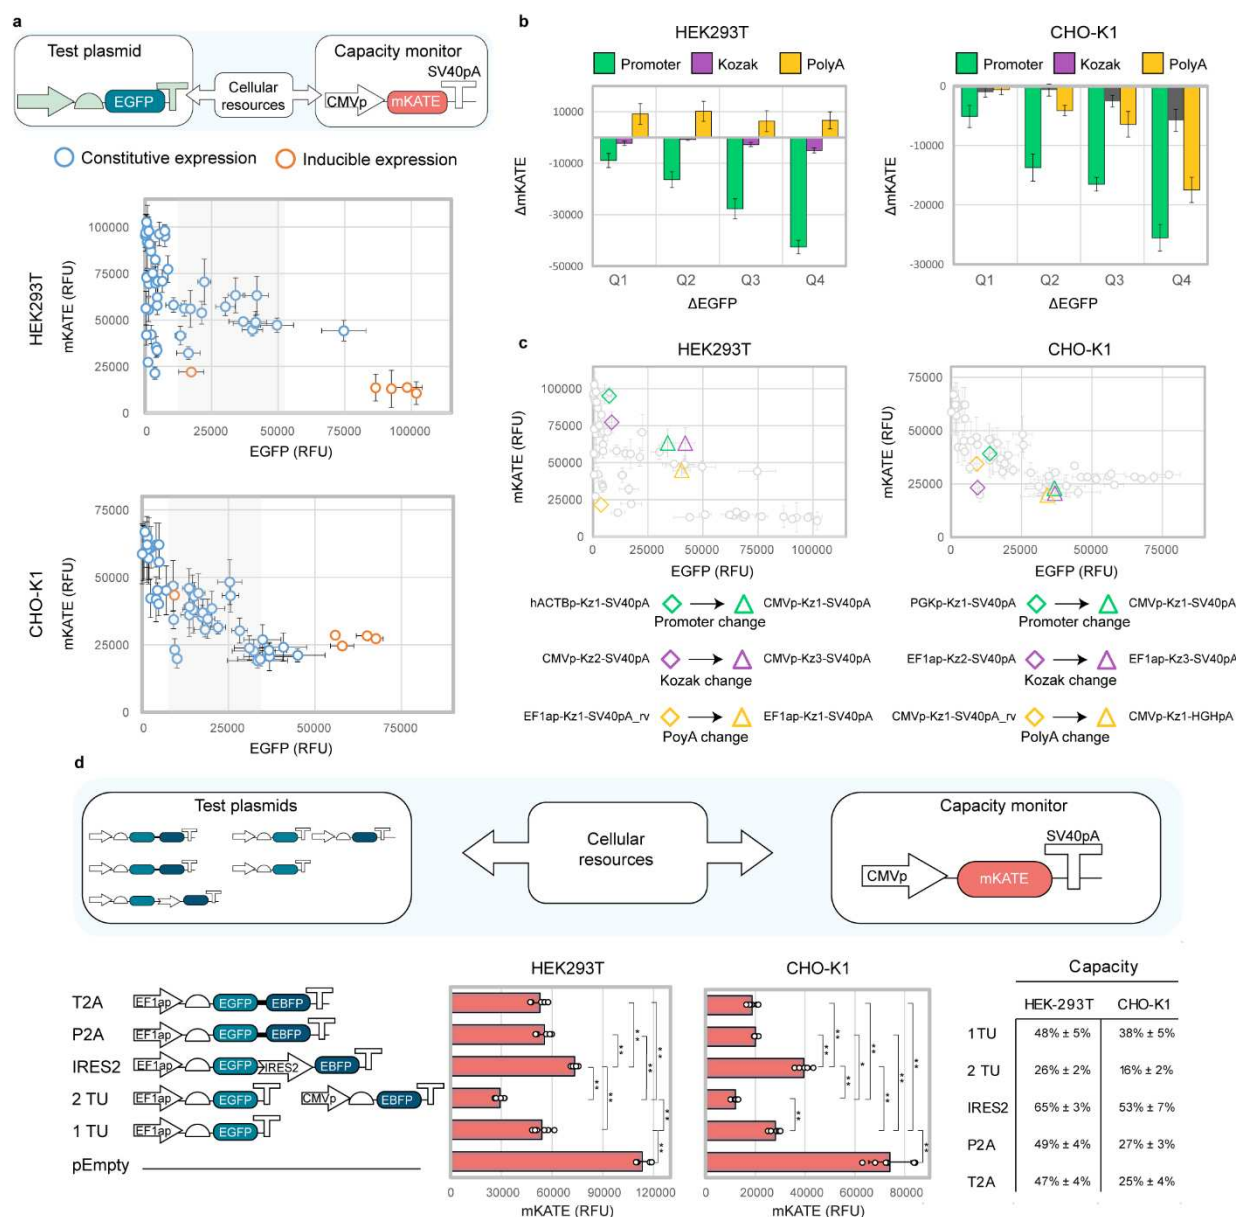 a
Test plasmid
EGFP
Cellular
resources
Capacity monitor
SV40pA
CMVp
mKATE
Constitutive expression
Inducible expression
HEK293T
mKATE (RFU)
100000
75000
50000
25000
0
0 25000 50000 75000 100000
EGFP (RFU)
CHO-K1
mKATE (RFU)
75000
50000
25000
0
0 25000 50000 75000
EGFP (RFU)
b
HEK293T
Promoter Kozak PolyA
ΔmKATE
10000
-10000
-30000
-50000
Q1 Q2 Q3 Q4
ΔEGFP
CHO-K1
Promoter Kozak PolyA
ΔmKATE
0
-10000
-20000
-30000
Q1 Q2 Q3 Q4
ΔEGFP
c
HEK293T
mKATE (RFU)
100000
75000
50000
25000
0
0 25000 50000 75000 100000
EGFP (RFU)
CHO-K1
mKATE (RFU)
75000
50000
25000
0
0 25000 50000 75000
EGFP (RFU)
hACTBp-Kz1-SV40pA CMVp-Kz1-SV40pA
Promoter change
CMVp-Kz2-SV40pA CMVp-Kz3-SV40pA
Kozak change
EF1ap-Kz1-SV40pA_rv EF1ap-Kz1-SV40pA
PoyA change
PGKp-Kz1-SV40pA CMVp-Kz1-SV40pA
Promoter change
EF1ap-Kz2-SV40pA EF1ap-Kz3-SV40pA
Kozak change
CMVp-Kz1-SV40pA_rv CMVp-Kz1-HGHpA
PolyA change
d
Test plasmids
Cellular
resources
Capacity monitor
SV40pA
CMVp
mKATE
T2A EF1ap EGFP EBFP
P2A EF1ap EGFP EBFP
IRES2 EF1ap EGFP IRES2 EBFP
2 TU EF1ap EGFP CMVp EBFP
1 TU EF1ap EGFP
pEmpty
HEK293T
** * ** **
** ** **
** **
**
0 40000 90000 120000
mKATE (RFU)
CHO-K1
** ** ** * ** **
** **
**
0 20000 40000 60000 80000
mKATE (RFU)
Capacity
HEK-293T CHO-K1
1TU 48% ± 5% 38% ± 5%
2 TU 26% ± 2% 16% ± 2%
IRES2 65% ± 3% 53% ± 7%
P2A 49% ± 4% 27% ± 3%
T2A 47% ± 4% 25% ± 4%